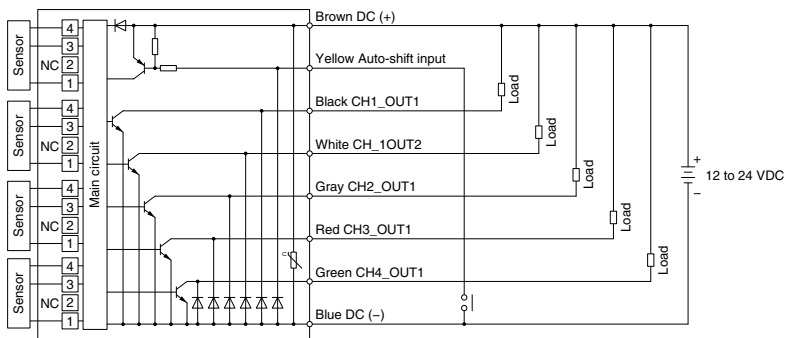 Brown DC (+)
Yellow Auto-shift input
Black CH1_OUT1
White CH_1OUT2
Gray CH2_OUT1
Red CH3_OUT1
Green CH4_OUT1
Blue DC (−)
Sensor
4
3
NC 2
1
Sensor
4
3
NC 2
1
Sensor
4
3
NC 2
1
Sensor
4
3
NC 2
1
Main circuit
Load
Load
Load
Load
Load
+
12 to 24 VDC
−